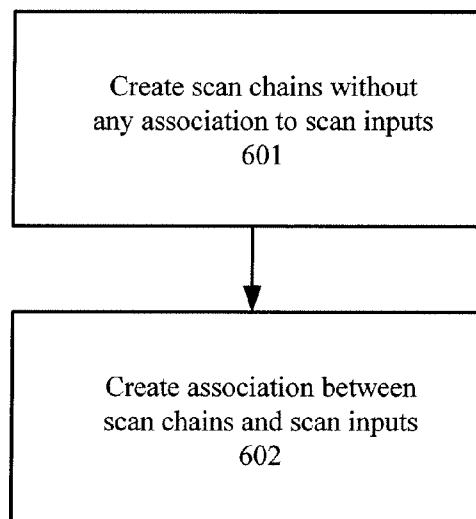 Create scan chains without
any association to scan inputs
601
Create association between
scan chains and scan inputs
602